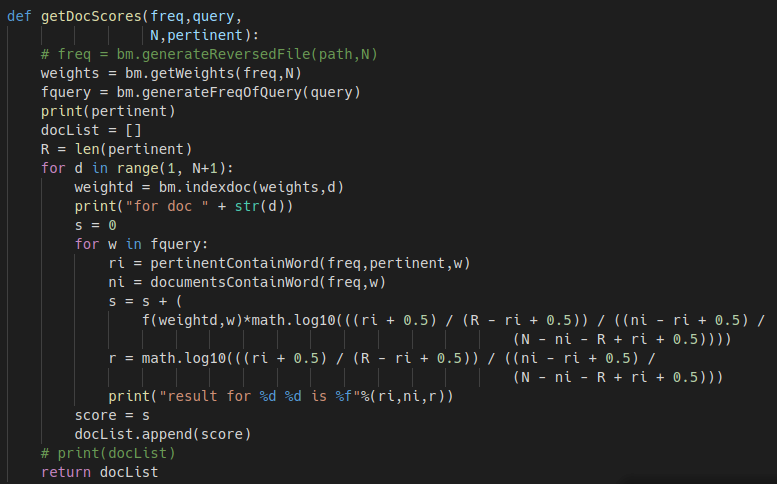 def getDocScores(freq,query,
                 N,pertinent):
    # freq = bm.generateReversedFile(path,N)
    weights = bm.getWeights(freq,N)
    fquery = bm.generateFreqOfQuery(query)
    print(pertinent)
    docList = []
    R = len(pertinent)
    for d in range(1, N+1):
        weightd = bm.indexdoc(weights,d)
        print("for doc " + str(d))
        s = 0
        for w in fquery:
            ri = pertinentContainWord(freq,pertinent,w)
            ni = documentsContainWord(freq,w)
            s = s + (
                f(weightd,w)*math.log10(((ri + 0.5) / (R - ri + 0.5)) / ((ni - ri + 0.5) /
                                                            (N - ni - R + ri + 0.5))))
            r = math.log10(((ri + 0.5) / (R - ri + 0.5)) / ((ni - ri + 0.5) /
                                                            (N - ni - R + ri + 0.5)))
            print("result for %d %d is %f"%(ri,ni,r))
        score = s
        docList.append(score)
    # print(docList)
    return docList